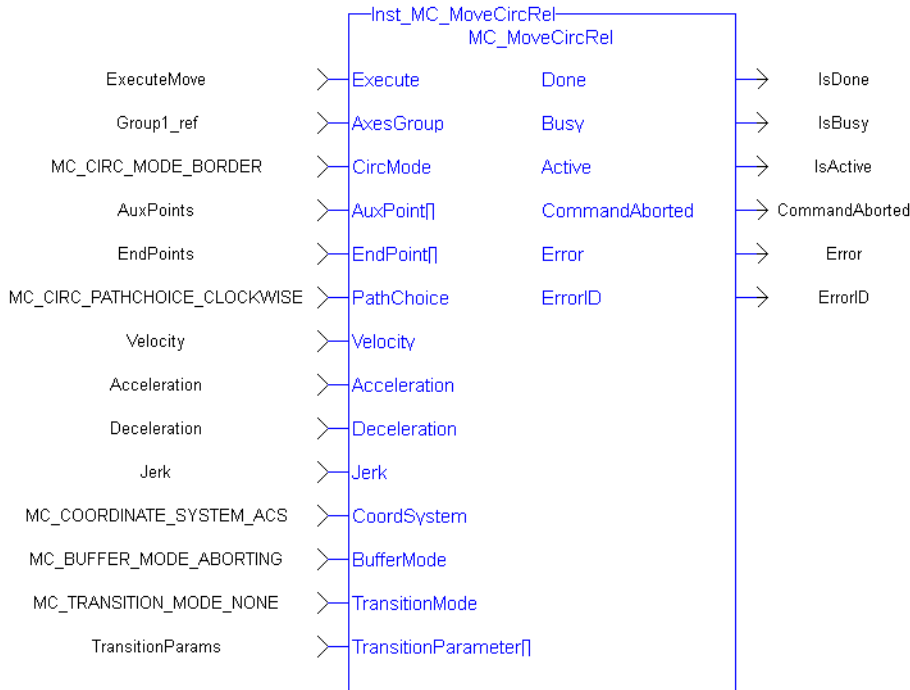 Inst_MC_MoveCircRel
MC_MoveCircRel
ExecuteMove Execute Done IsDone
Group1_ref AxesGroup Busy IsBusy
MC_CIRC_MODE_BORDER CircMode Active IsActive
AuxPoints AuxPoint[] CommandAborted CommandAborted
EndPoints EndPoint[] Error Error
MC_CIRC_PATHCHOICE_CLOCKWISE PathChoice ErrorID ErrorID
Velocity Velocity
Acceleration Acceleration
Deceleration Deceleration
Jerk Jerk
MC_COORDINATE_SYSTEM_ACS CoordSystem
MC_BUFFER_MODE_ABORTING BufferMode
MC_TRANSITION_MODE_NONE TransitionMode
TransitionParams TransitionParameter[]